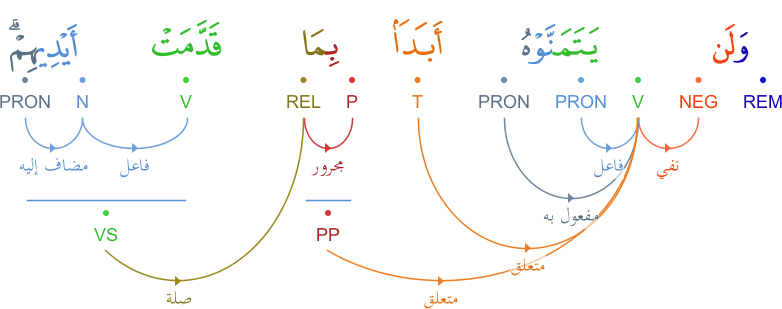 وَلَن يَتَمَنَّوْهُ أَبَدًۢا بِمَا قَدَّمَتْ أَيْدِيهِمْ ۗ
REM NEG V PRON PRON T P REL V N PRON
نفي فاعل مجرور فاعل مضاف إليه
مفعول به
PP VS
متعلق
متعلق صلة